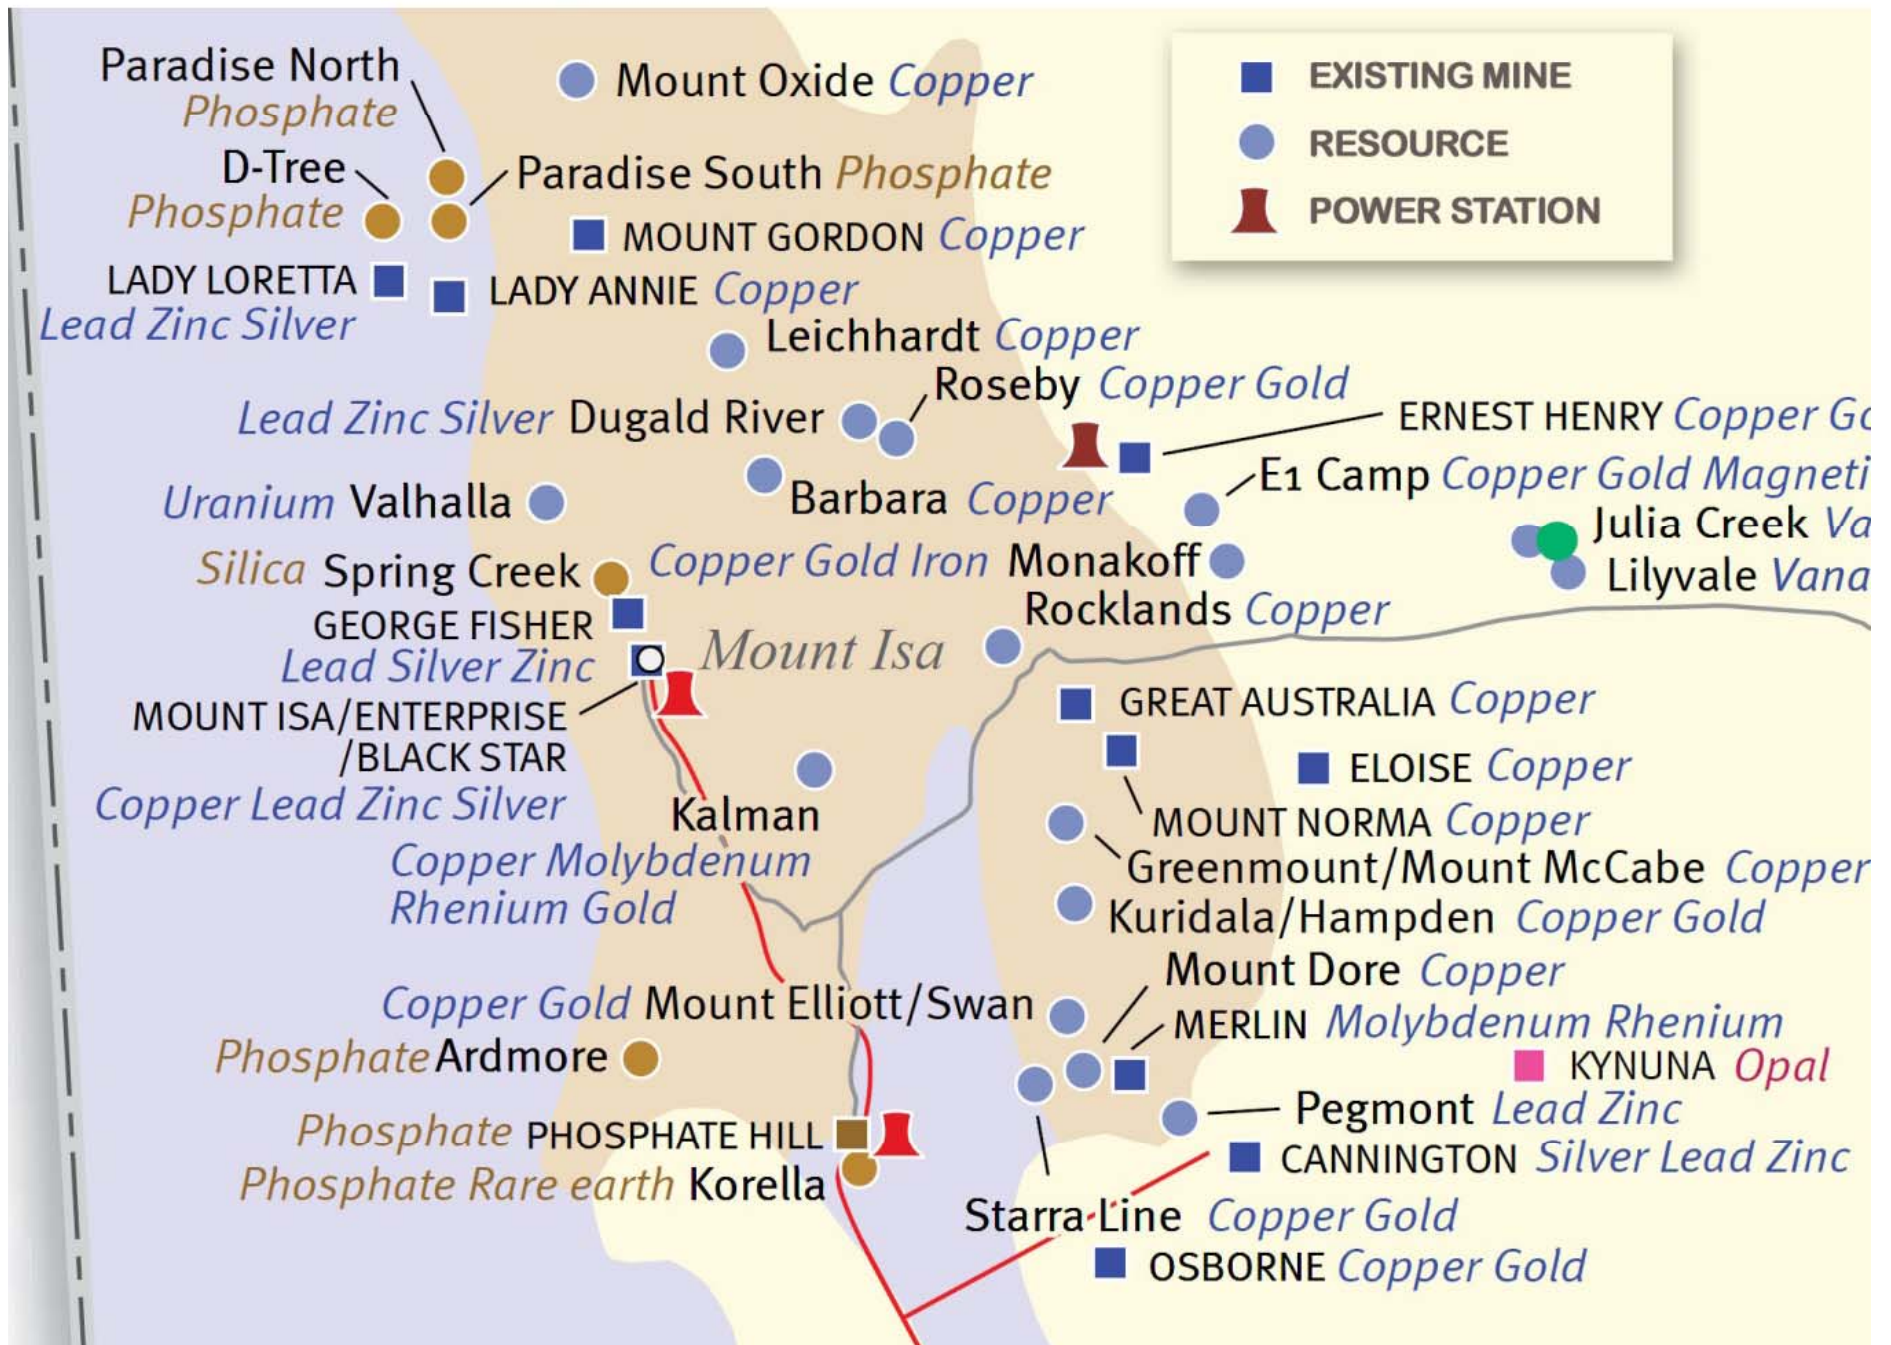 Paradise North
Phosphate
Mount Oxide Copper
EXISTING MINE
RESOURCE
POWER STATION
D-Tree
Phosphate
Paradise South Phosphate
MOUNT GORDON Copper
LADY LORETTA
Lead Zinc Silver
LADY ANNIE Copper
Leichhardt Copper
Roseby Copper Gold
Lead Zinc Silver Dugald River
ERNEST HENRY Copper Go
E1 Camp Copper Gold Magneti
Barbara Copper
Uranium Valhalla
Julia Creek Va
Lilyvale Vana
Silica Spring Creek
Copper Gold Iron Monakoff
Rocklands Copper
GEORGE FISHER
Lead Silver Zinc
Mount Isa
MOUNT ISA/ENTERPRISE
/BLACK STAR
Copper Lead Zinc Silver
GREAT AUSTRALIA Copper
ELOISE Copper
Kalman
Copper Molybdenum
Rhenium Gold
MOUNT NORMA Copper
Greenmount/Mount McCabe Copper
Kuridala/Hampden Copper Gold
Mount Dore Copper
Copper Gold Mount Elliott/Swan
MERLIN Molybdenum Rhenium
Phosphate Ardmore
KYNUNA Opal
Pegmont Lead Zinc
Phosphate PHOSPHATE HILL
CANNINGTON Silver Lead Zinc
Phosphate Rare earth Korella
Starra Line Copper Gold
OSBORNE Copper Gold